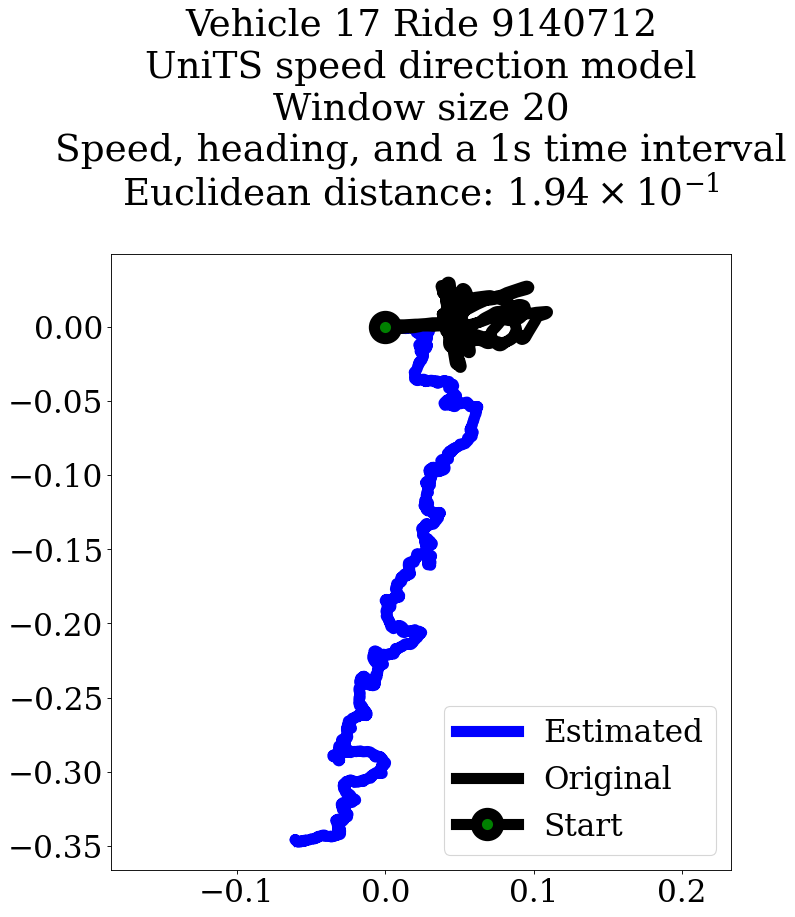 Vehicle 17 Ride 9140712
UniTS speed direction model
Window size 20
Speed, heading, and a 1s time interval
Euclidean distance: 1.94 × 10⁻¹
0.00
−0.05
−0.10
−0.15
−0.20
−0.25
−0.30
−0.35
−0.1 0.0 0.1 0.2
Estimated
Original
Start